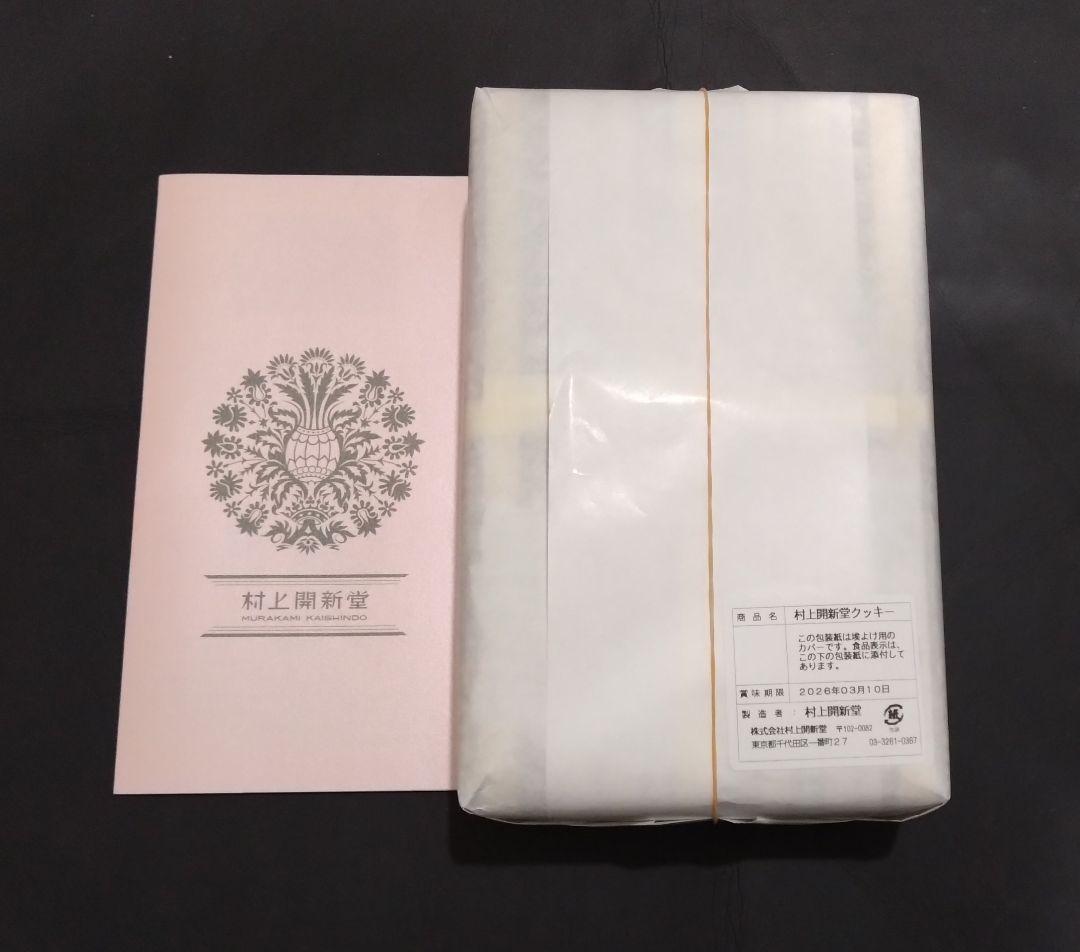 村上開新堂
MURAKAMI KAISHINDO
商品名 村上開新堂クッキー
この包装紙は埃よけ用の
カバーです。食品表示は、
この下の包装紙に添付して
あります。
賞味期限 2026年03月10日
製造者： 村上開新堂
株式会社村上開新堂 〒102-0082
東京都千代田区一番町27 03-3261-0367
紙